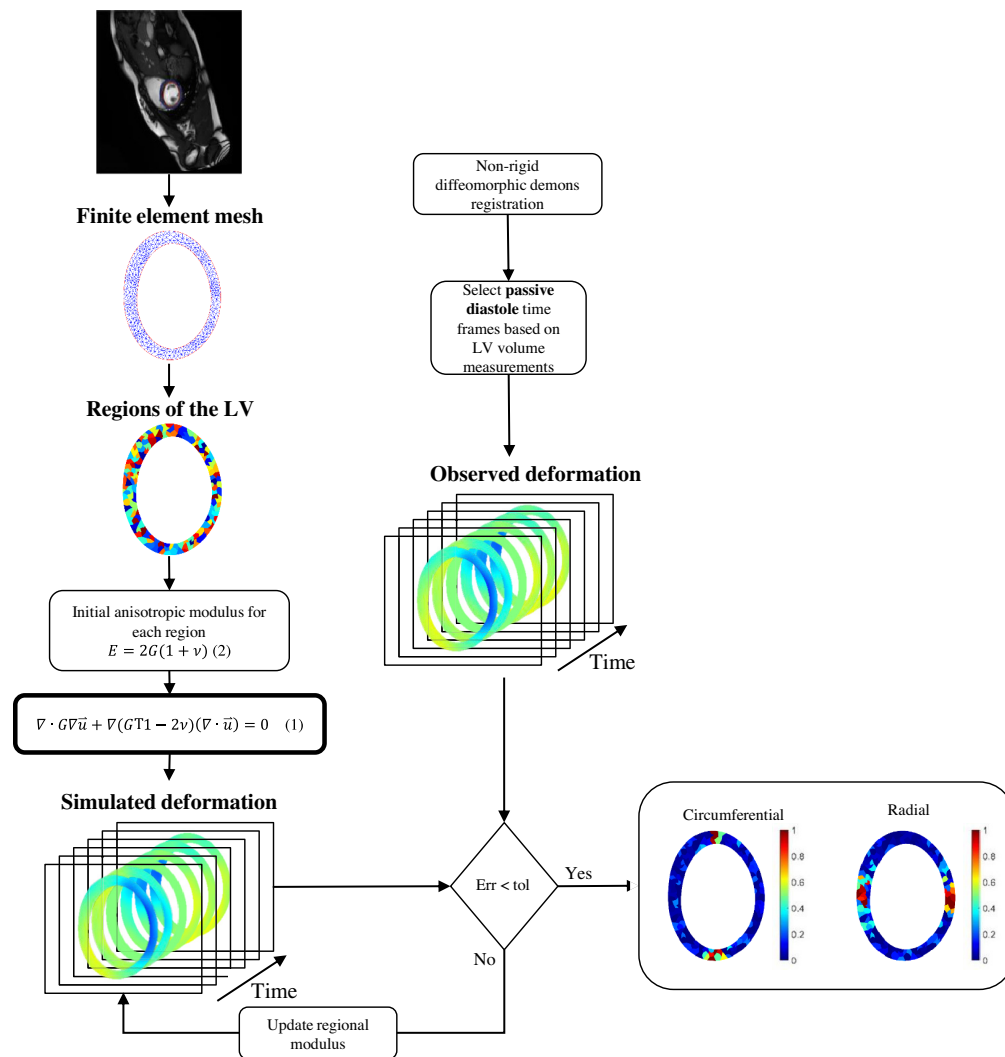 Finite element mesh
Regions of the LV
Initial anisotropic modulus for
each region
𝐸 = 2𝐺(1 + 𝜈) (2)
∇ · 𝐺∇𝑢⃗ + ∇(𝐺T1 − 2𝜈)(∇ · 𝑢⃗) = 0 (1)
Simulated deformation
Time
Non-rigid
diffeomorphic demons
registration
Select passive
diastole time
frames based on
LV volume
measurements
Observed deformation
Time
Err < tol
Yes
No
Update regional
modulus
Circumferential
1
0.8
0.6
0.4
0.2
0
Radial
1
0.8
0.6
0.4
0.2
0